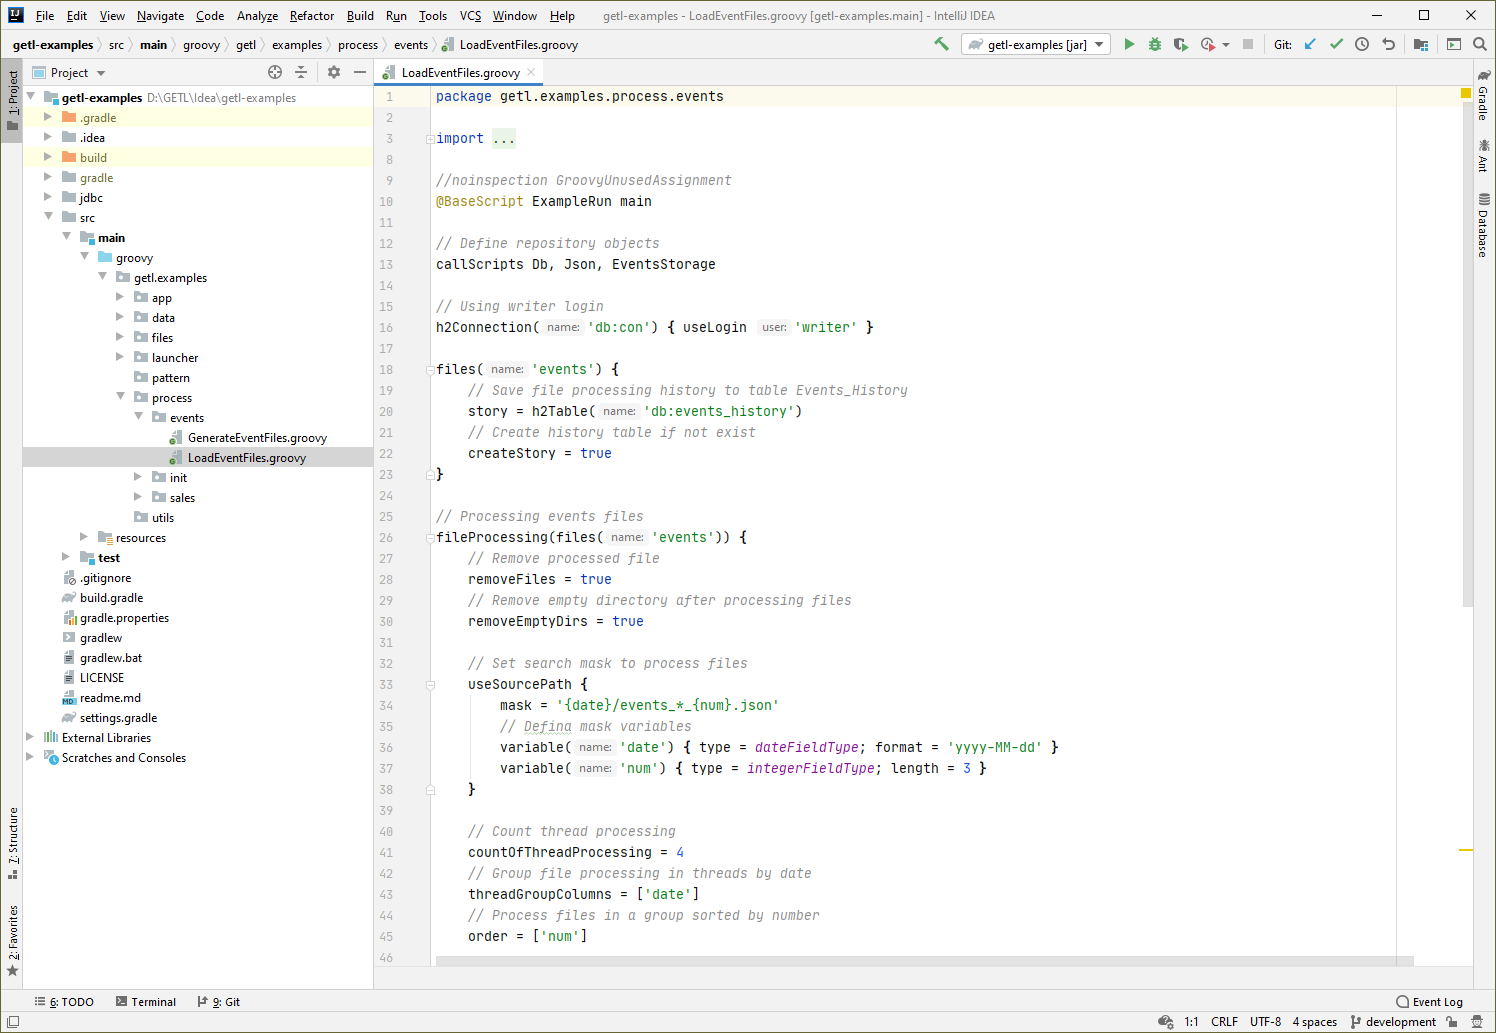 File Edit View Navigate Code Analyze Refactor Build Run Tools VCS Window Help getl-examples - LoadEventFiles.groovy [getl-examples.main] - IntelliJ IDEA
getl-examples src main groovy getl examples process events LoadEventFiles.groovy getl-examples [jar] Git:
Project LoadEventFiles.groovy
1: Project
getl-examples D:\GETL\Idea\getl-examples
.gradle
.idea
build
gradle
jdbc
src
main
groovy
getl.examples
app
data
files
launcher
pattern
process
events
GenerateEventFiles.groovy
LoadEventFiles.groovy
init
sales
utils
resources
test
.gitignore
build.gradle
gradle.properties
gradlew
gradlew.bat
LICENSE
readme.md
settings.gradle
External Libraries
Scratches and Consoles
7: Structure
2: Favorites
1 package getl.examples.process.events
2
3 import ...
8
9 //noinspection GroovyUnusedAssignment
10 @BaseScript ExampleRun main
11
12 // Define repository objects
13 callScripts Db, Json, EventsStorage
14
15 // Using writer login
16 h2Connection( name: 'db:con') { useLogin user: 'writer' }
17
18 files( name: 'events') {
19 // Save file processing history to table Events_History
20 story = h2Table( name: 'db:events_history')
21 // Create history table if not exist
22 createStory = true
23 }
24
25 // Processing events files
26 fileProcessing(files( name: 'events')) {
27 // Remove processed file
28 removeFiles = true
29 // Remove empty directory after processing files
30 removeEmptyDirs = true
31
32 // Set search mask to process files
33 useSourcePath {
34 mask = '{date}/events_*_{num}.json'
35 // Defina mask variables
36 variable( name: 'date') { type = dateFieldType; format = 'yyyy-MM-dd' }
37 variable( name: 'num') { type = integerFieldType; length = 3 }
38 }
39
40 // Count thread processing
41 countOfThreadProcessing = 4
42 // Group file processing in threads by date
43 threadGroupColumns = ['date']
44 // Process files in a group sorted by number
45 order = ['num']
46
Gradle
Ant
Database
6: TODO Terminal 9: Git Event Log
1:1 CRLF UTF-8 4 spaces development